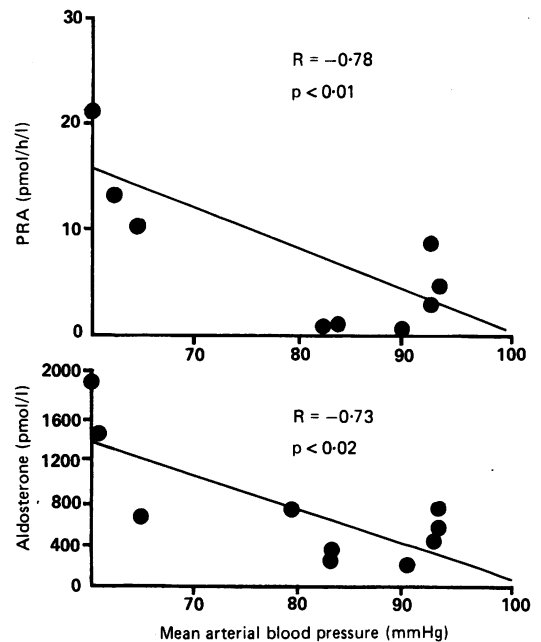 30
R = −0·78
p < 0·01
20
PRA (pmol/h/l)
10
0
70 80 90 100
2000
1600
R = −0·73
p < 0·02
1200
Aldosterone (pmol/l)
800
400
0
70 80 90 100
Mean arterial blood pressure (mmHg)